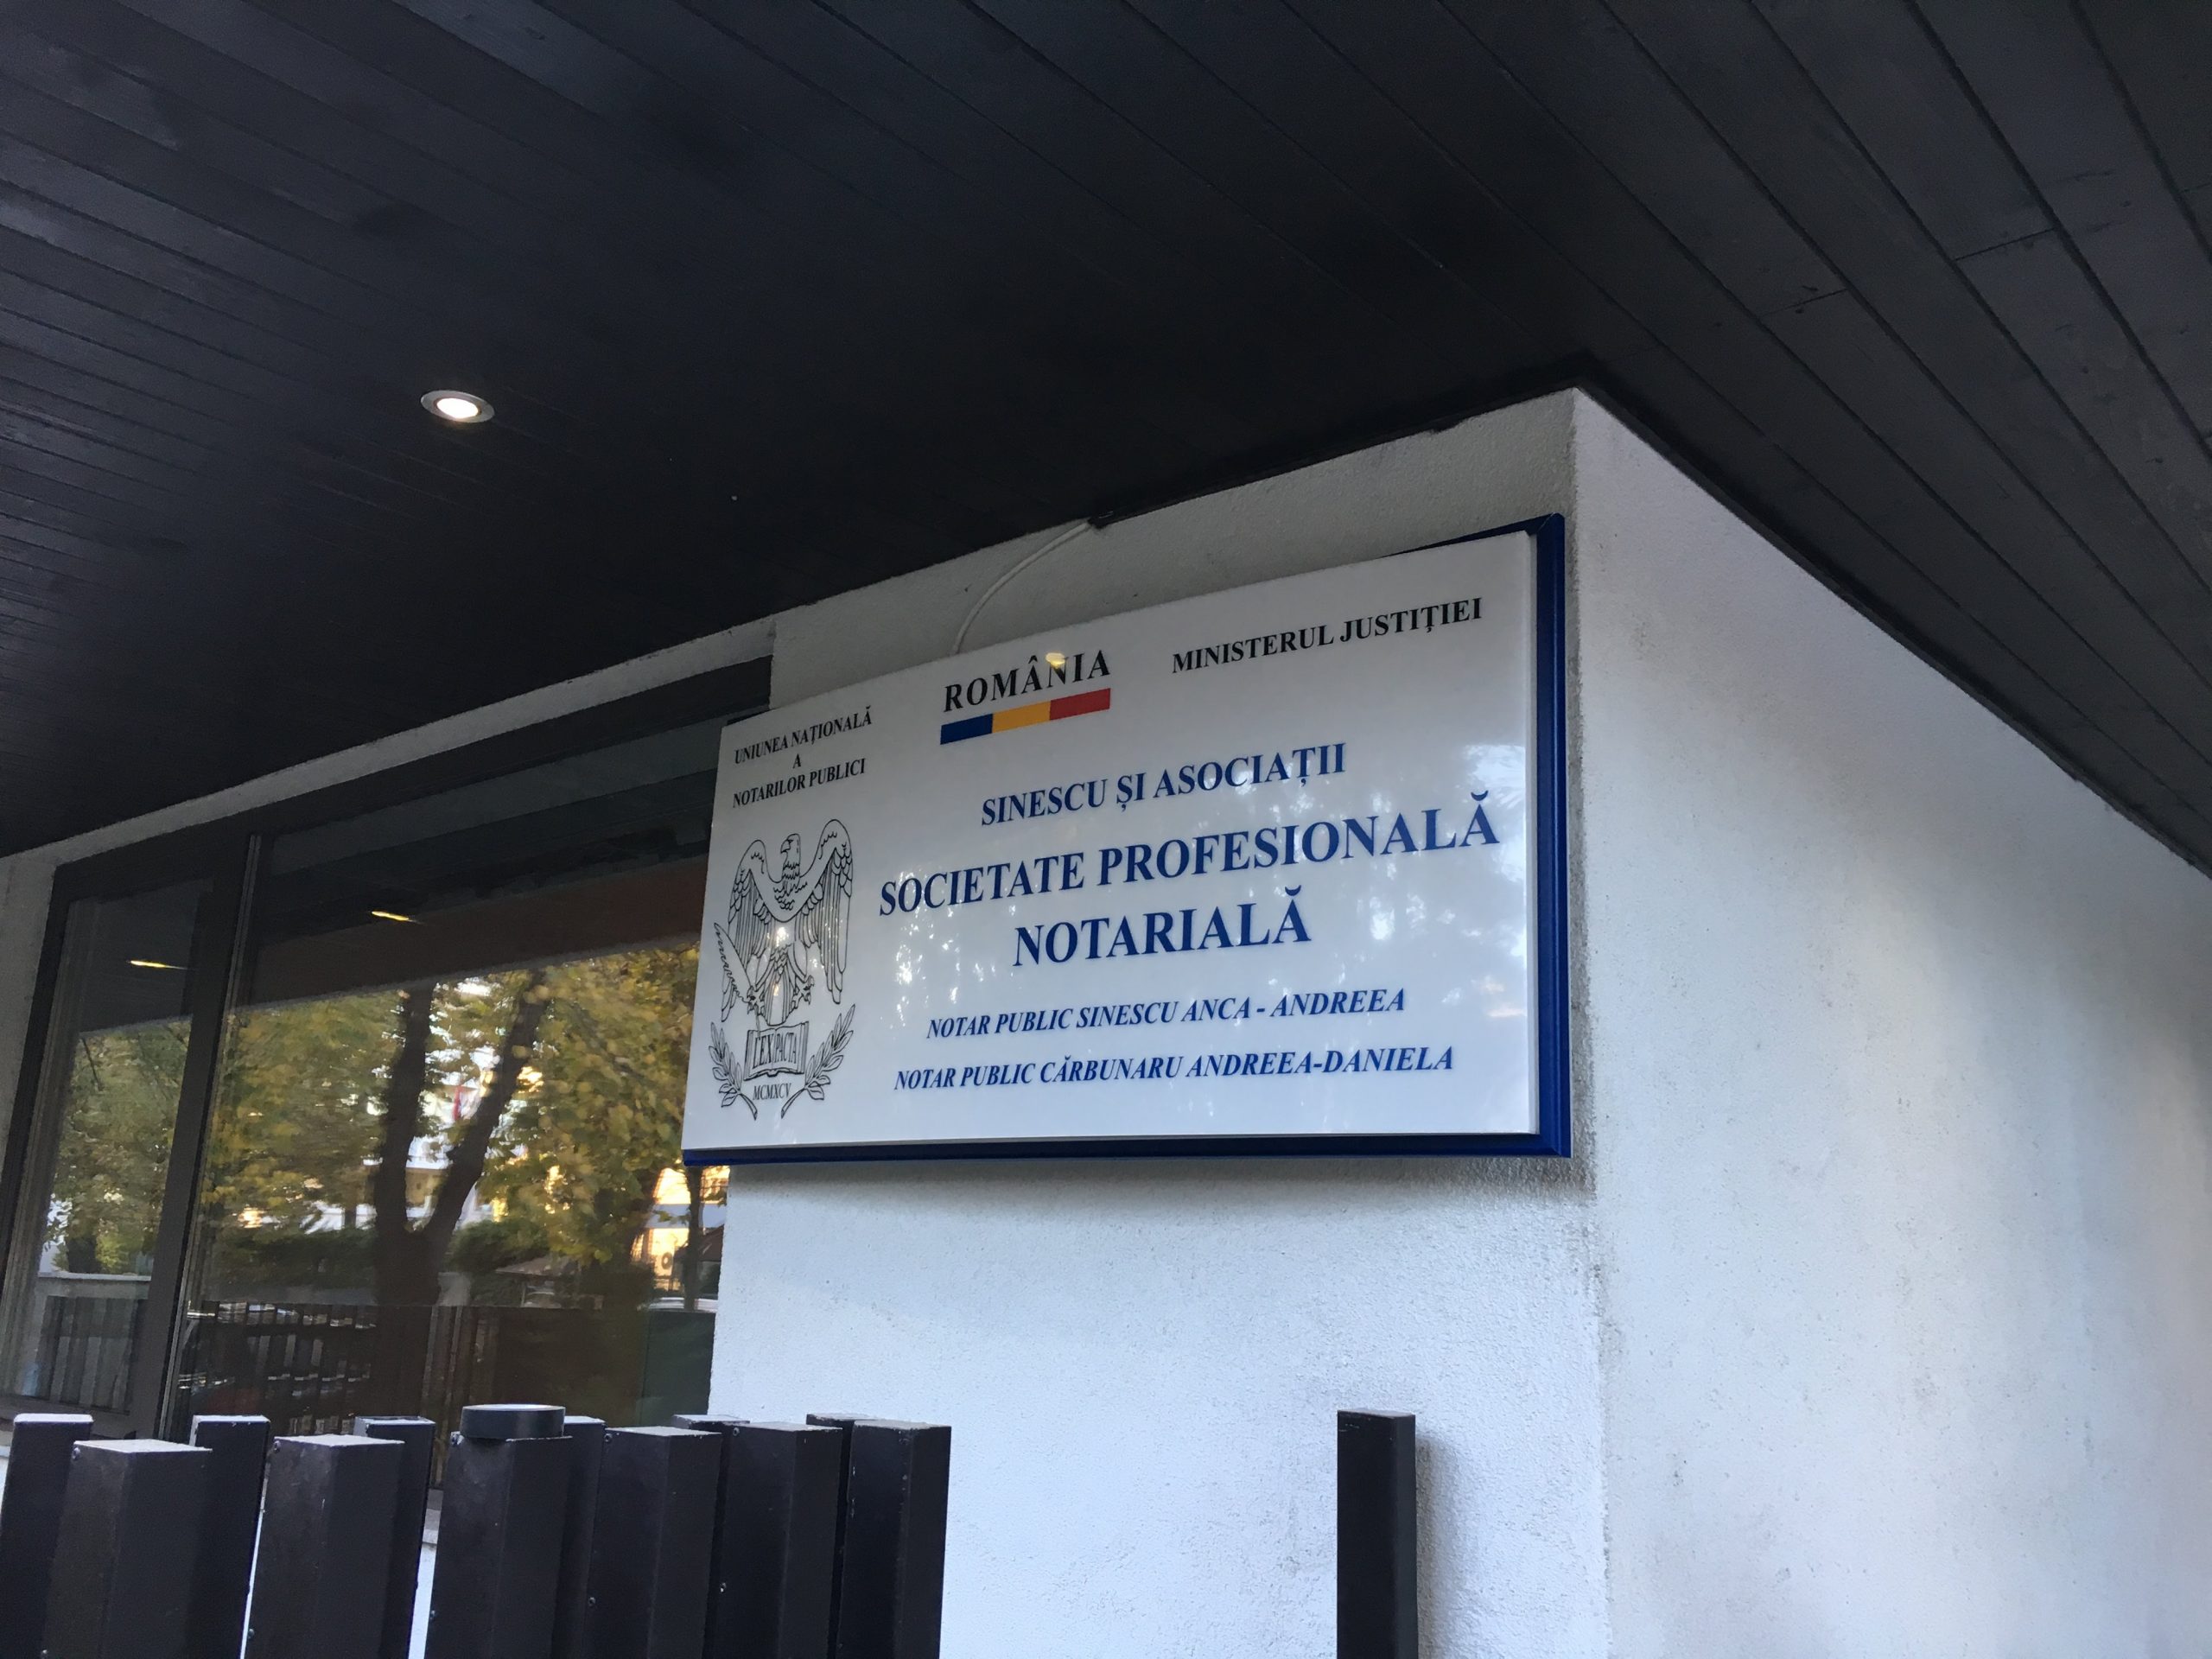 UNIUNEA NAȚIONALĂ
A
NOTARILOR PUBLICI
ROMÂNIA
MINISTERUL JUSTIȚIEI
SINESCU ȘI ASOCIAȚII
SOCIETATE PROFESIONALĂ
NOTARIALĂ
NOTAR PUBLIC SINESCU ANCA - ANDREEA
NOTAR PUBLIC CĂRBUNARU ANDREEA-DANIELA
LEX PACTA
MCMXCV